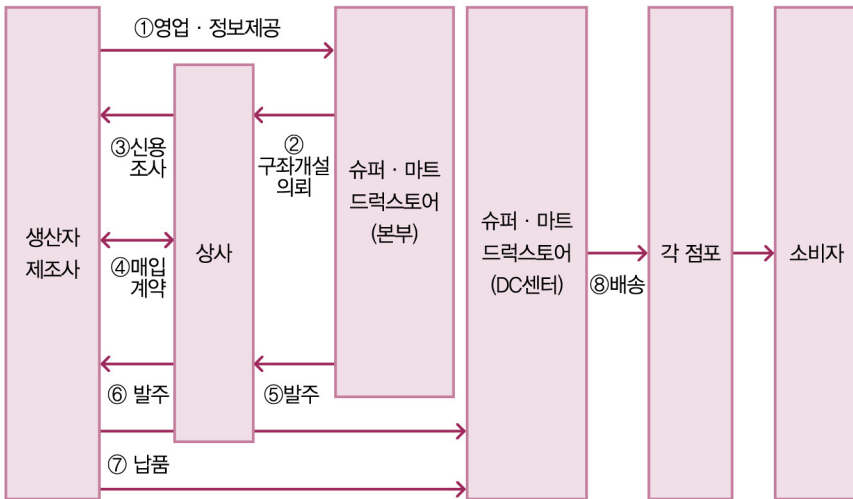 ①영업 · 정보제공
②
구좌개설
의뢰
③신용
조사
④매입
계약
⑤발주
⑥ 발주
⑦ 납품
⑧배송
생산자
제조사
상사
슈퍼 · 마트
드럭스토어
(본부)
슈퍼 · 마트
드럭스토어
(DC센터)
각 점포
소비자